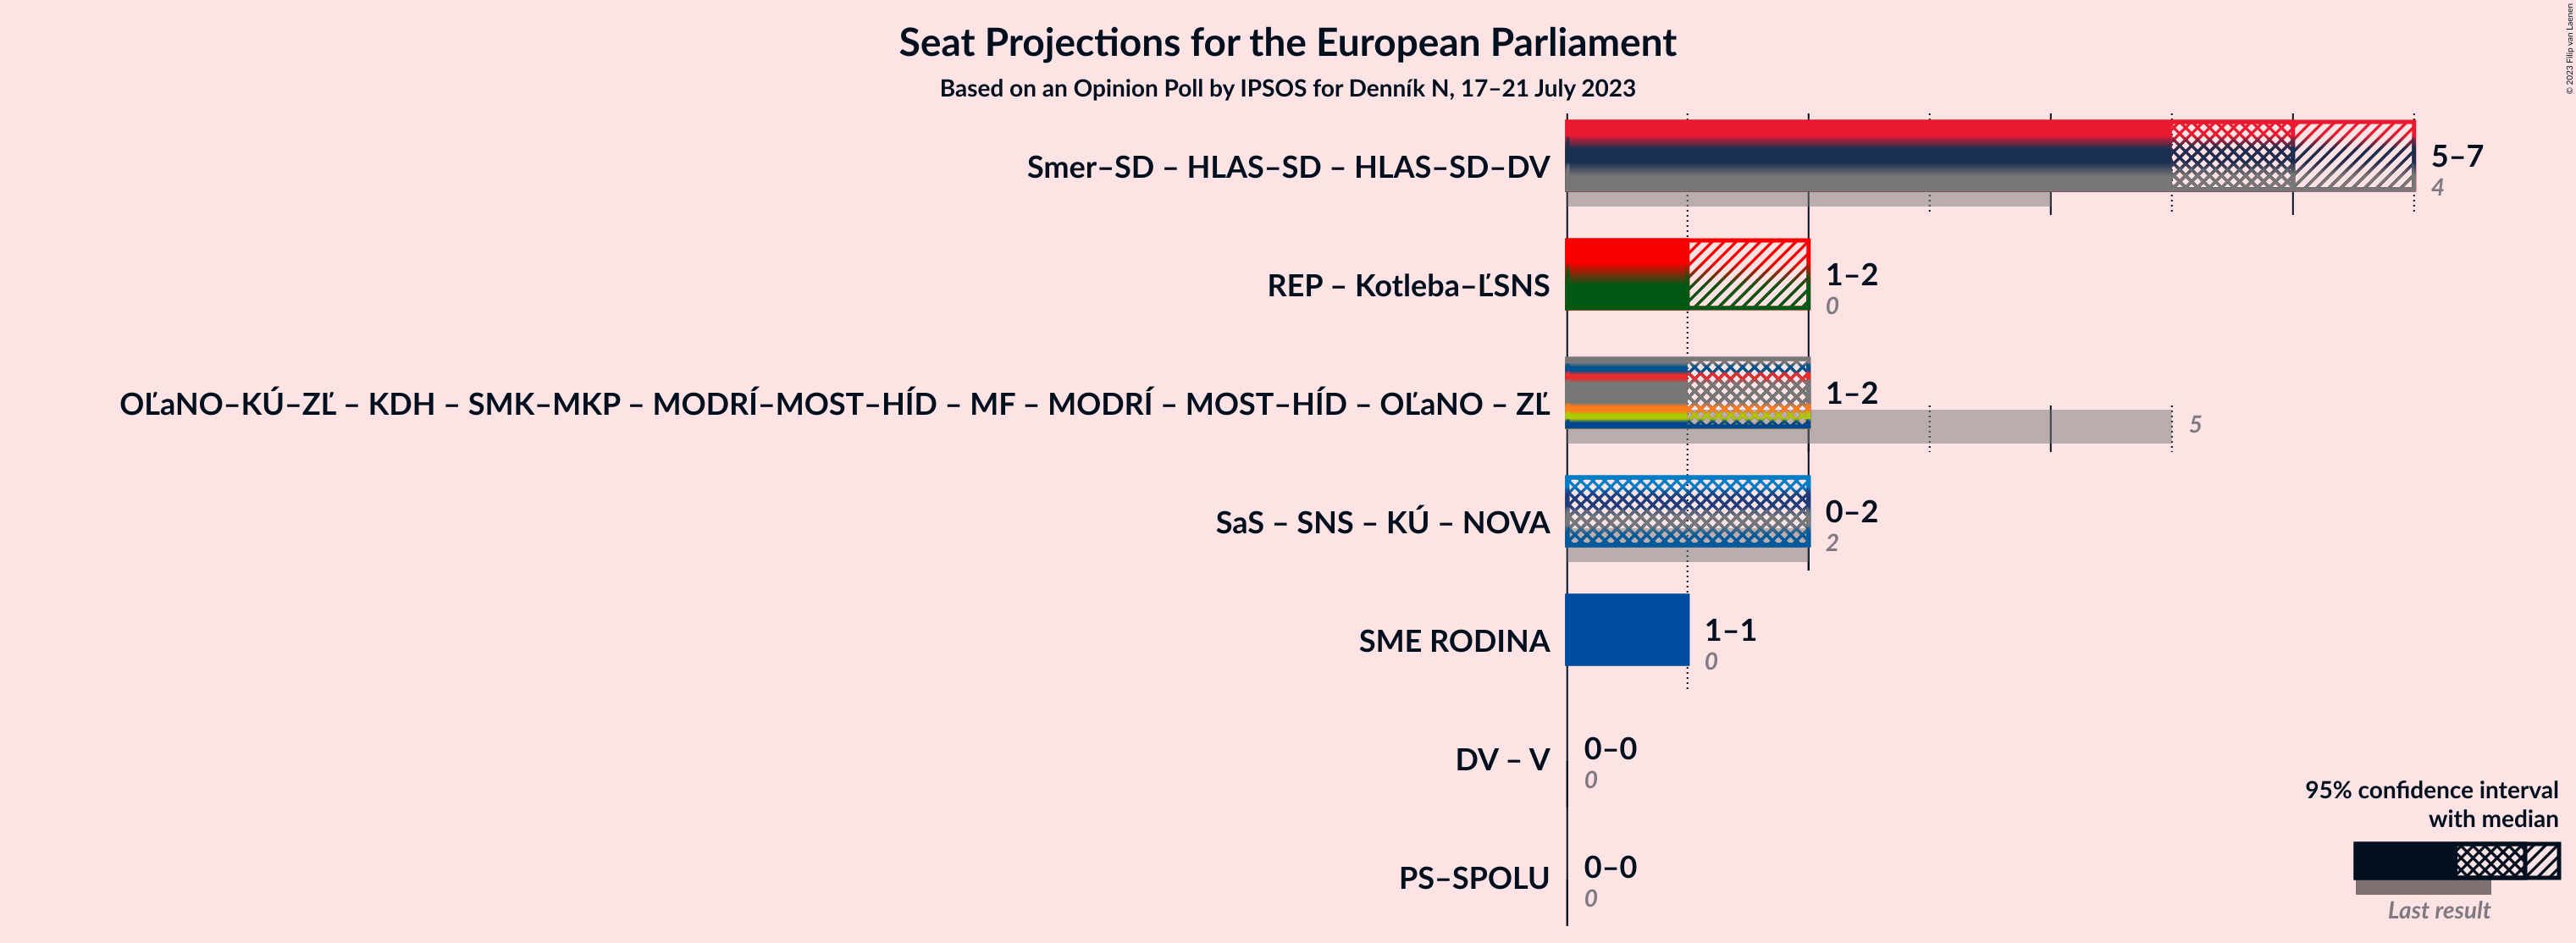 Seat Projections for the European Parliament
Based on an Opinion Poll by IPSOS for Denník N, 17–21 July 2023
© 2023 Filip van Laenen
Smer–SD – HLAS–SD – HLAS–SD–DV
5–7
4
REP – Kotleba–ĽSNS
1–2
0
OĽaNO–KÚ–ZĽ – KDH – SMK–MKP – MODRÍ–MOST–HÍD – MF – MODRÍ – MOST–HÍD – OĽaNO – ZĽ
1–2
5
SaS – SNS – KÚ – NOVA
0–2
2
SME RODINA
1–1
0
DV – V
0–0
0
PS–SPOLU
0–0
0
95% confidence interval
with median
Last result